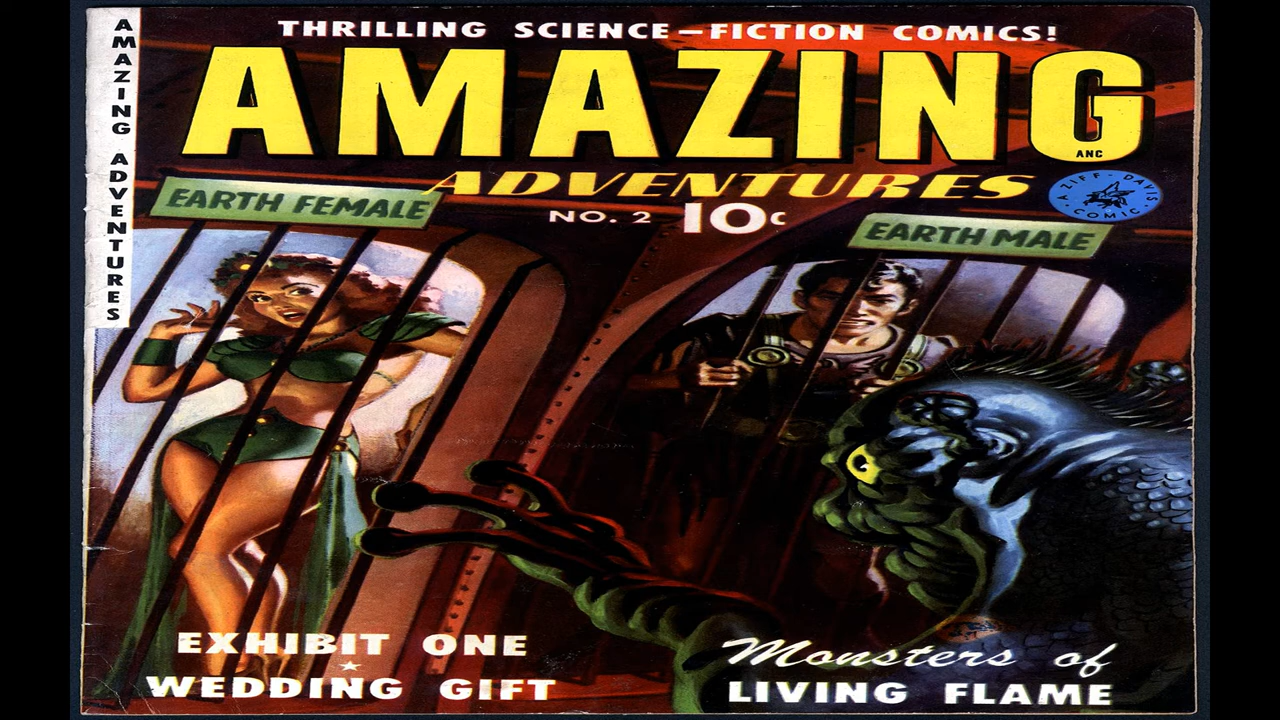 THRILLING SCIENCE-FICTION COMICS!
AMAZING
ANC
ADVENTURES
AMAZING ADVENTURES
NO. 2 10c
ZIFF-DAVIS
A COMIC
EARTH FEMALE
EARTH MALE
EXHIBIT ONE
WEDDING GIFT
Monsters of
LIVING FLAME